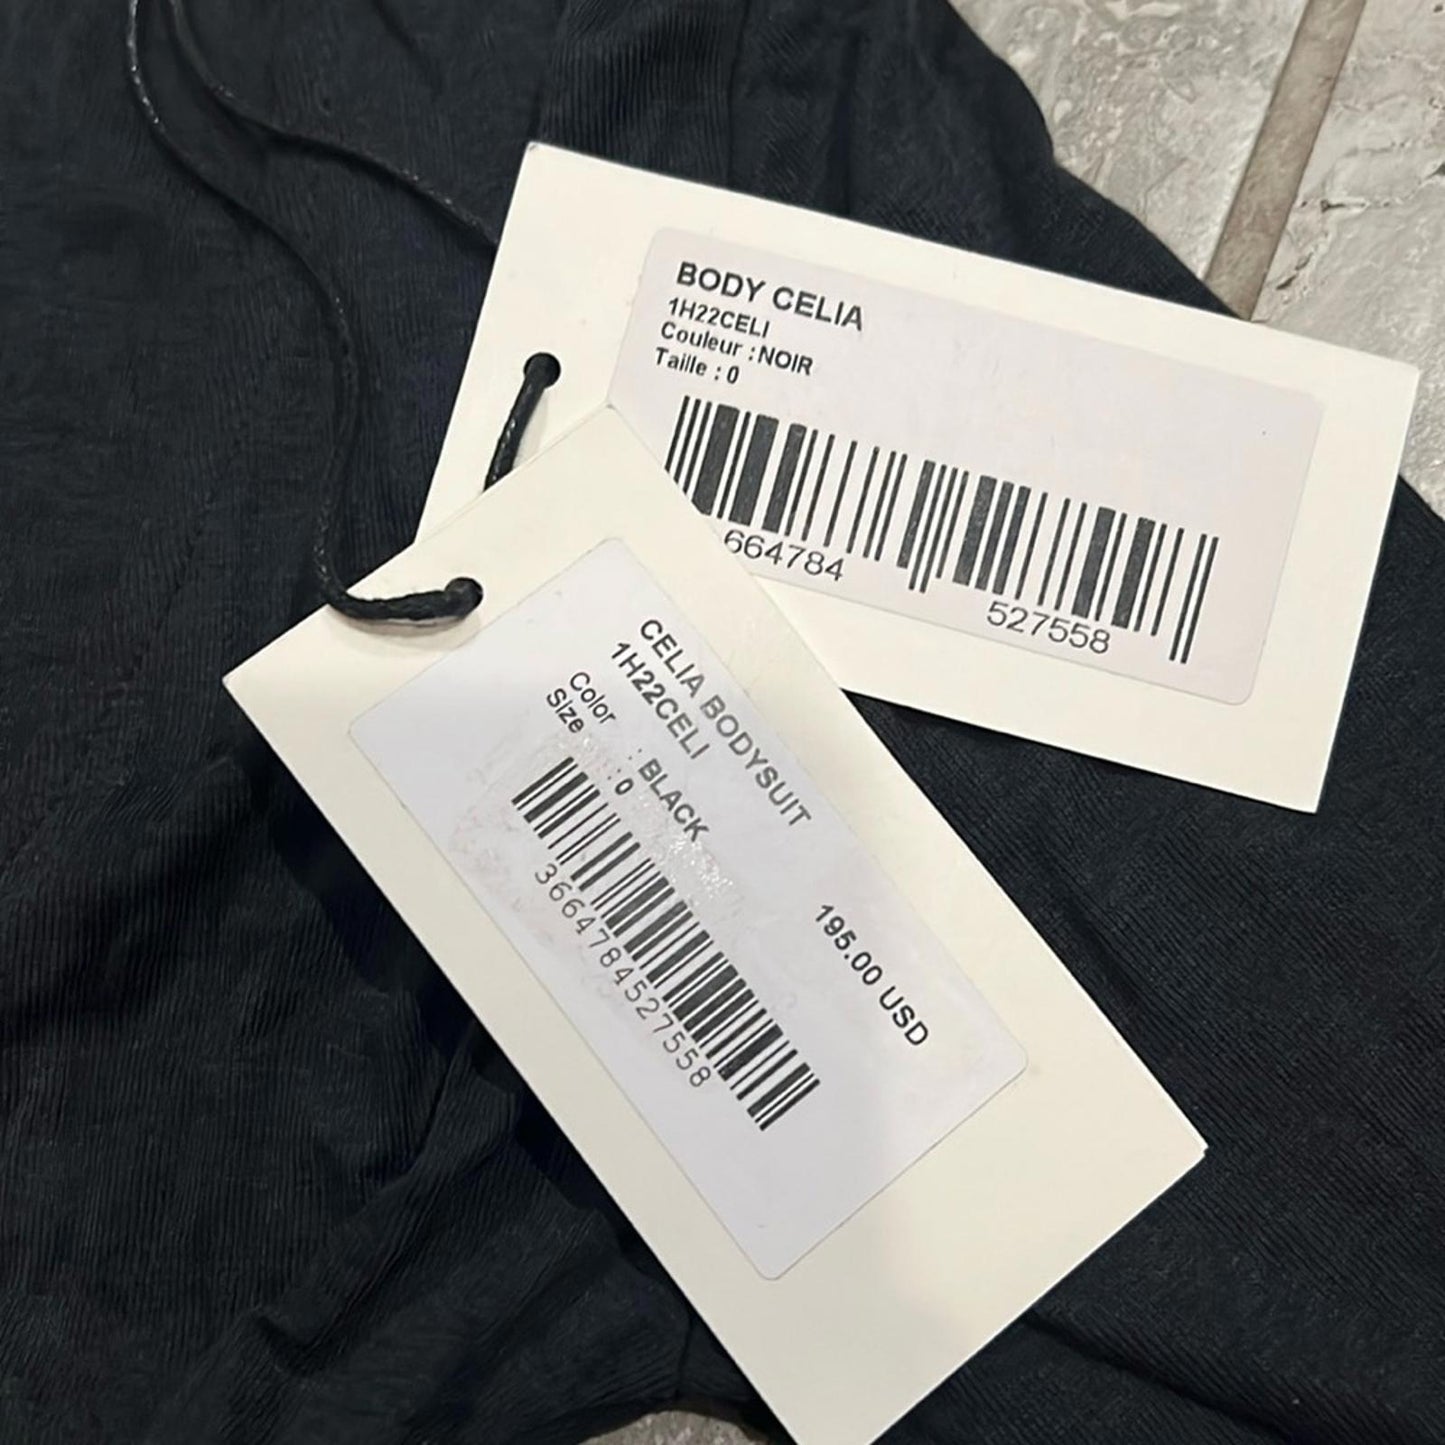 BODY CELIA
1H22CELI
Couleur : NOIR
Taille : 0
664784 527558
CELIA BODYSUIT
1H22CELI
Color : BLACK
Size : 0
3664784527558
195.00 USD